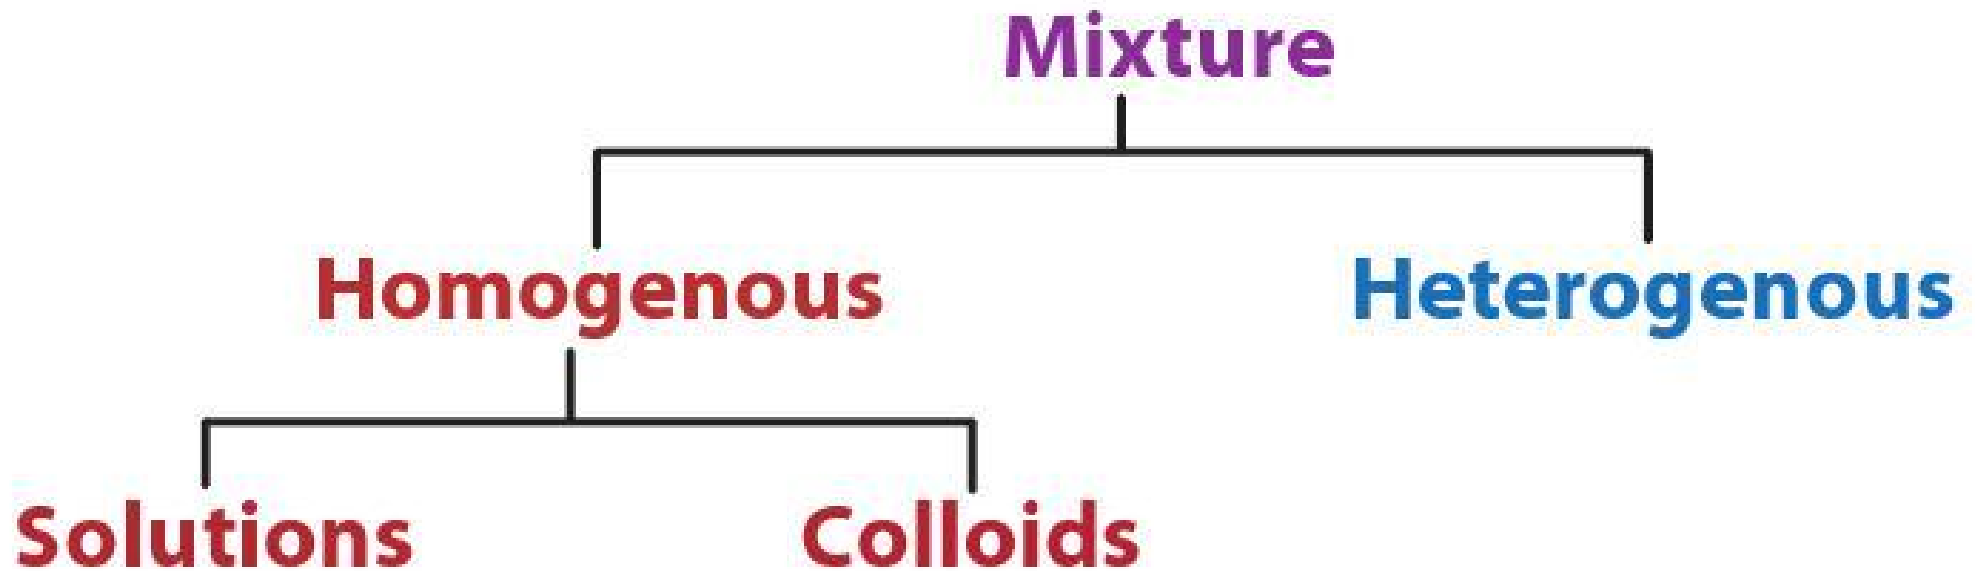 Mixture
Homogenous
Heterogenous
Solutions
Colloids